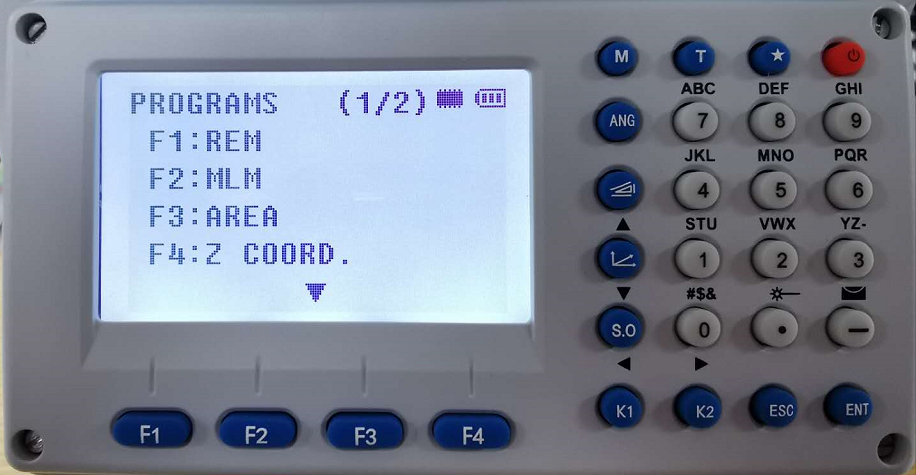 PROGRAMS (1/2)
F1:REM
F2:MLM
F3:AREA
F4:Z COORD.
F1 F2 F3 F4
M T ★
ABC DEF GHI
ANG 7 8 9
JKL MNO PQR
4 5 6
STU VWX YZ-
1 2 3
#$&
S.O 0 • —
K1 K2 ESC ENT